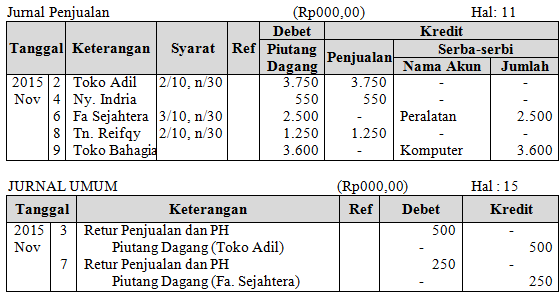 Jurnal Penjualan (Rp000,00) Hal: 11
Tanggal Keterangan Syarat Ref Debet Kredit
Piutang Dagang Penjualan Serba-serbi
Nama Akun Jumlah
2015 2 Toko Adil 2/10, n/30 3.750 3.750 - -
Nov 4 Ny. Indria 550 550 - -
6 Fa Sejahtera 3/10, n/30 2.500 - Peralatan 2.500
8 Tn. Reifqy 2/10, n/30 1.250 1.250 - -
9 Toko Bahagia 3.600 - Komputer 3.600
JURNAL UMUM (Rp000,00) Hal : 15
Tanggal Keterangan Ref Debet Kredit
2015 3 Retur Penjualan dan PH 500 -
Nov Piutang Dagang (Toko Adil) - 500
7 Retur Penjualan dan PH 250 -
Piutang Dagang (Fa. Sejahtera) - 250